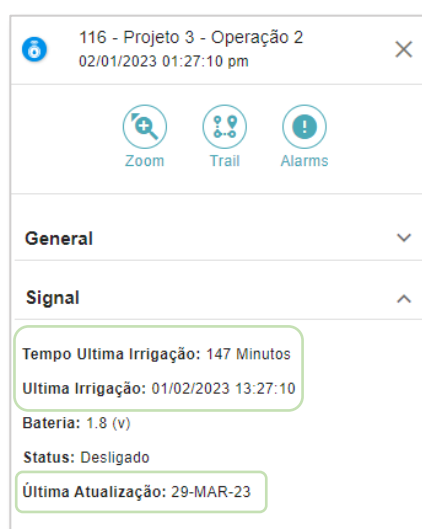 116 - Projeto 3 - Operação 2
02/01/2023 01:27:10 pm
Zoom
Trail
Alarms
General
Signal
Tempo Ultima Irrigação: 147 Minutos
Ultima Irrigação: 01/02/2023 13:27:10
Bateria: 1.8 (v)
Status: Desligado
Última Atualização: 29-MAR-23